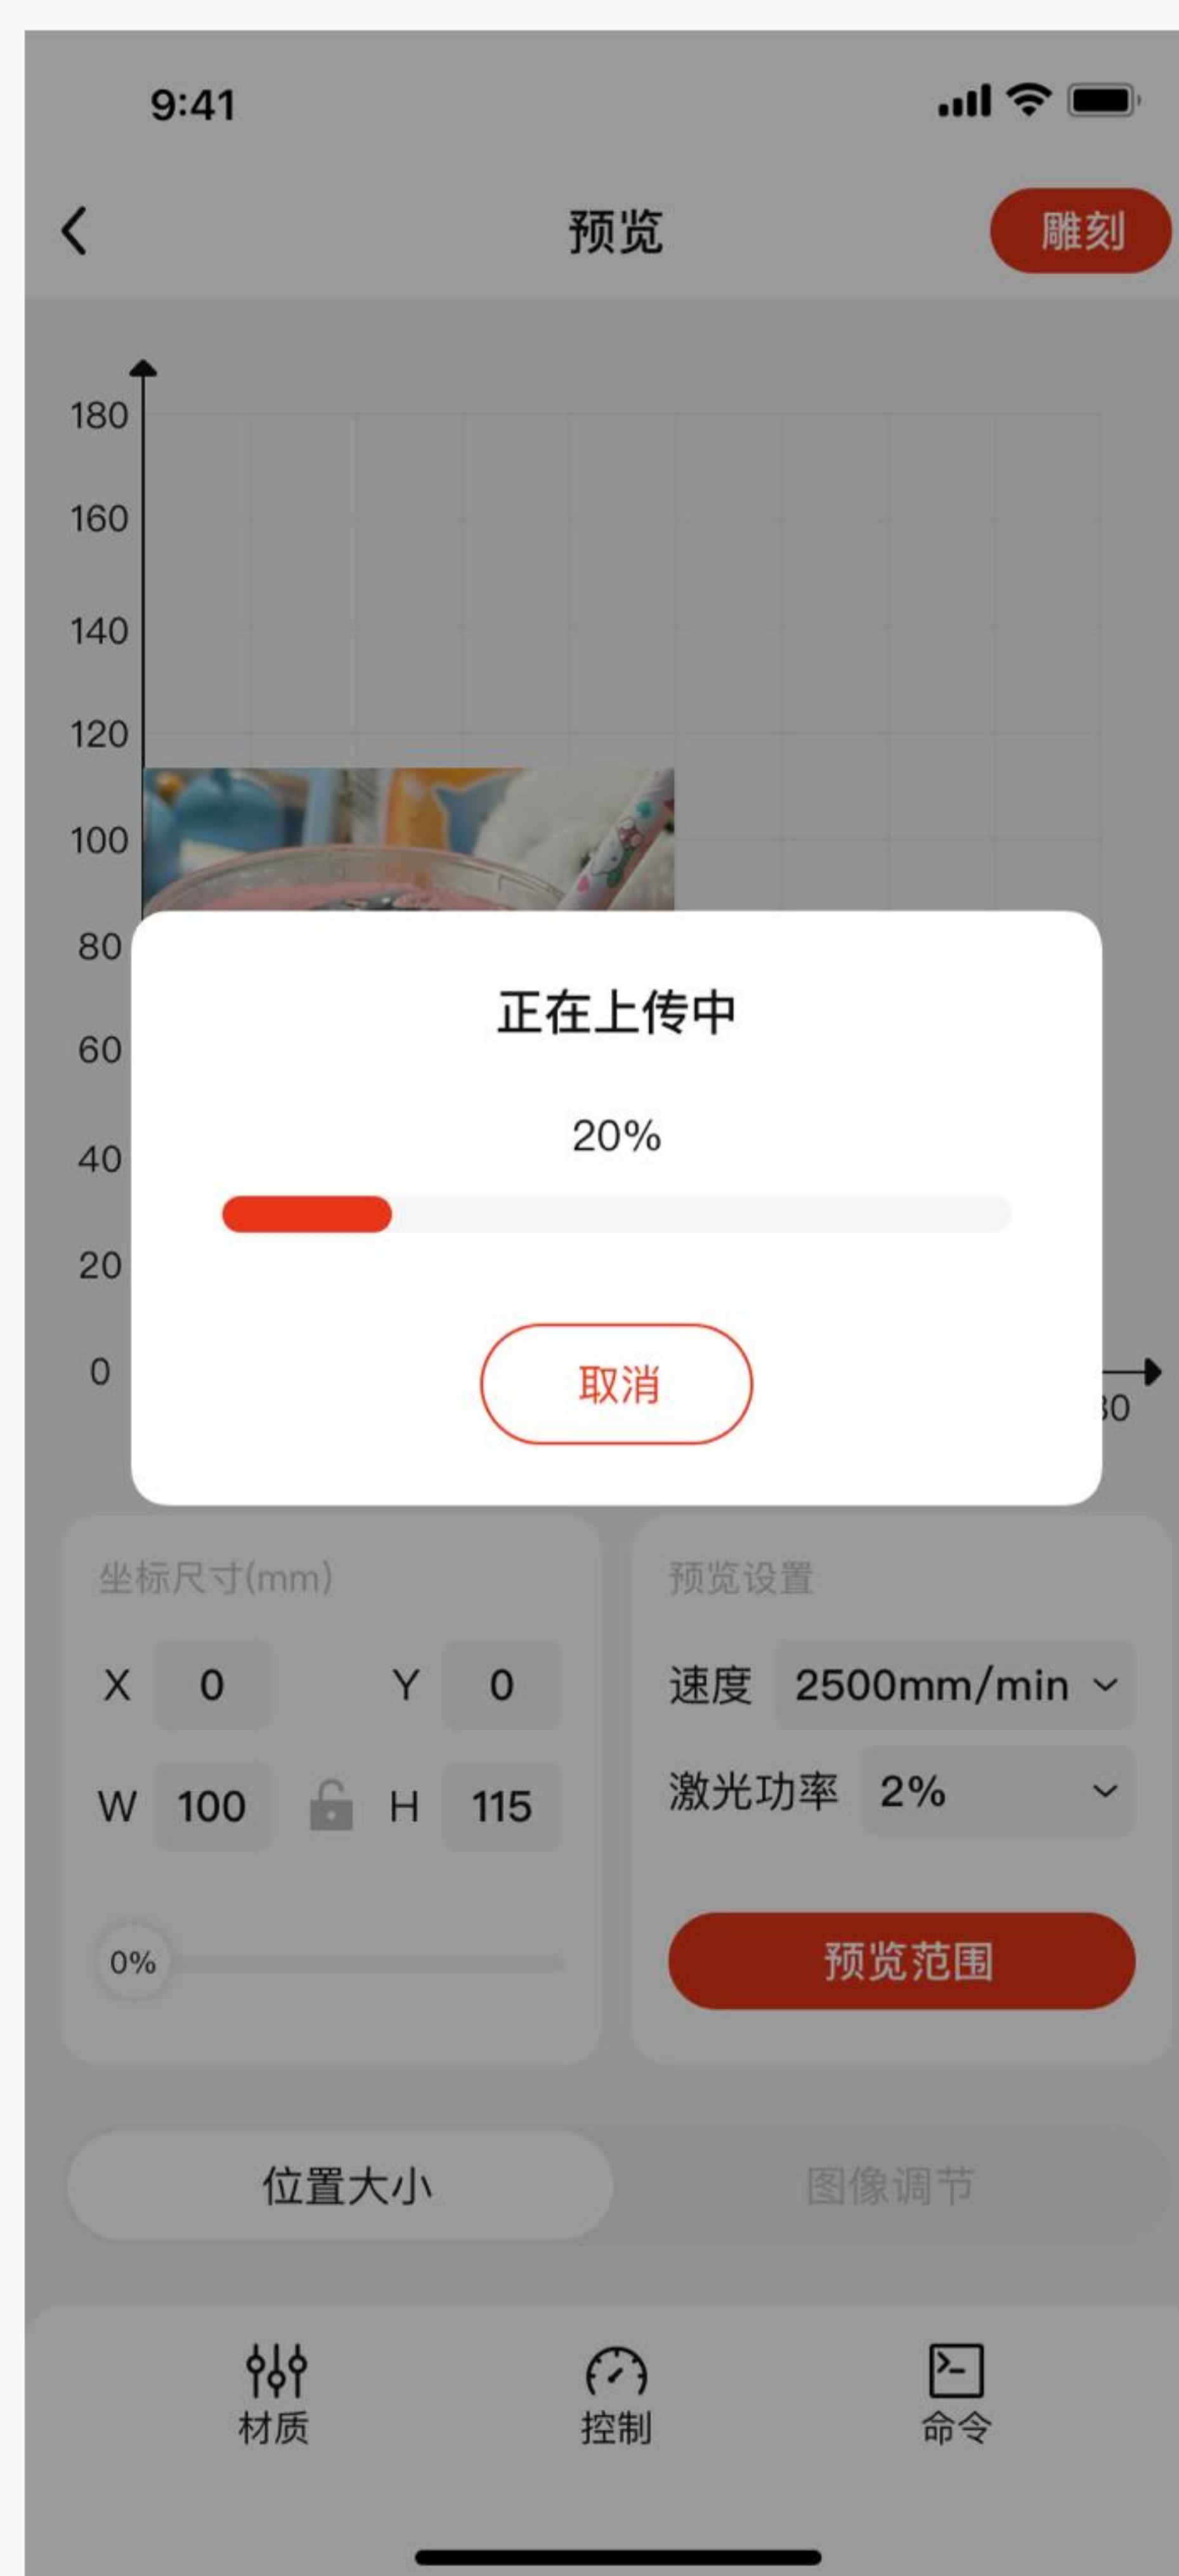 9:41
预览
雕刻
180
160
140
120
100
80
60
40
20
0
正在上传中
20%
取消
坐标尺寸(mm)
X 0 Y 0
W 100 H 115
0%
预览设置
速度 2500mm/min
激光功率 2%
预览范围
位置大小 图像调节
材质 控制 命令